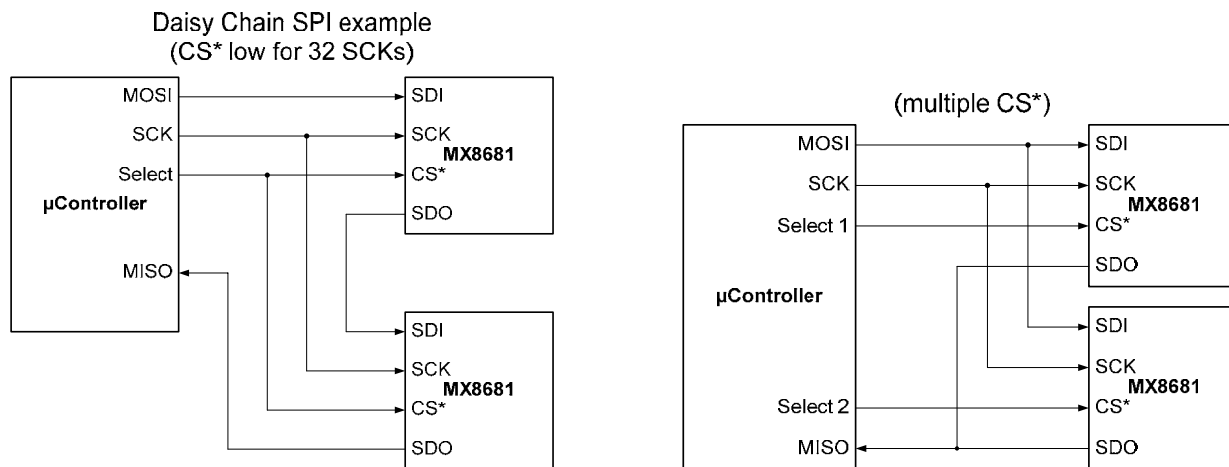 Daisy Chain SPI example
(CS* low for 32 SCKs)
MOSI
SCK
Select
µController
MISO
SDI
SCK
MX8681
CS*
SDO
SDI
SCK
MX8681
CS*
SDO
(multiple CS*)
MOSI
SCK
Select 1
µController
Select 2
MISO
SDI
SCK
MX8681
CS*
SDO
SDI
SCK
MX8681
CS*
SDO